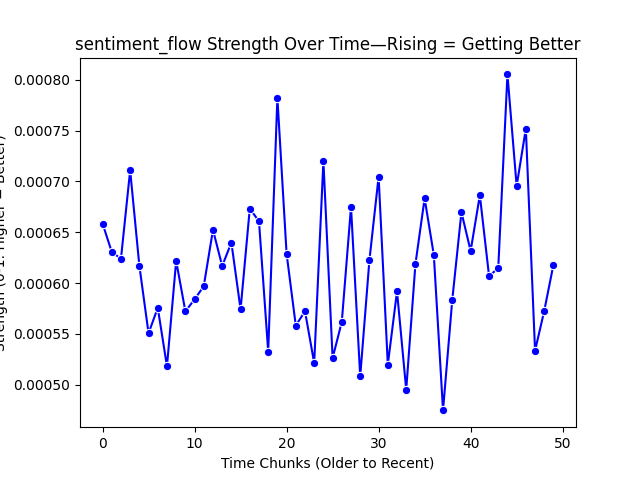 sentiment_flow Strength Over Time—Rising = Getting Better
0.00080
0.00075
0.00070
0.00065
0.00060
0.00055
0.00050
Strength (0-1: Higher = Better)
0 10 20 30 40 50
Time Chunks (Older to Recent)